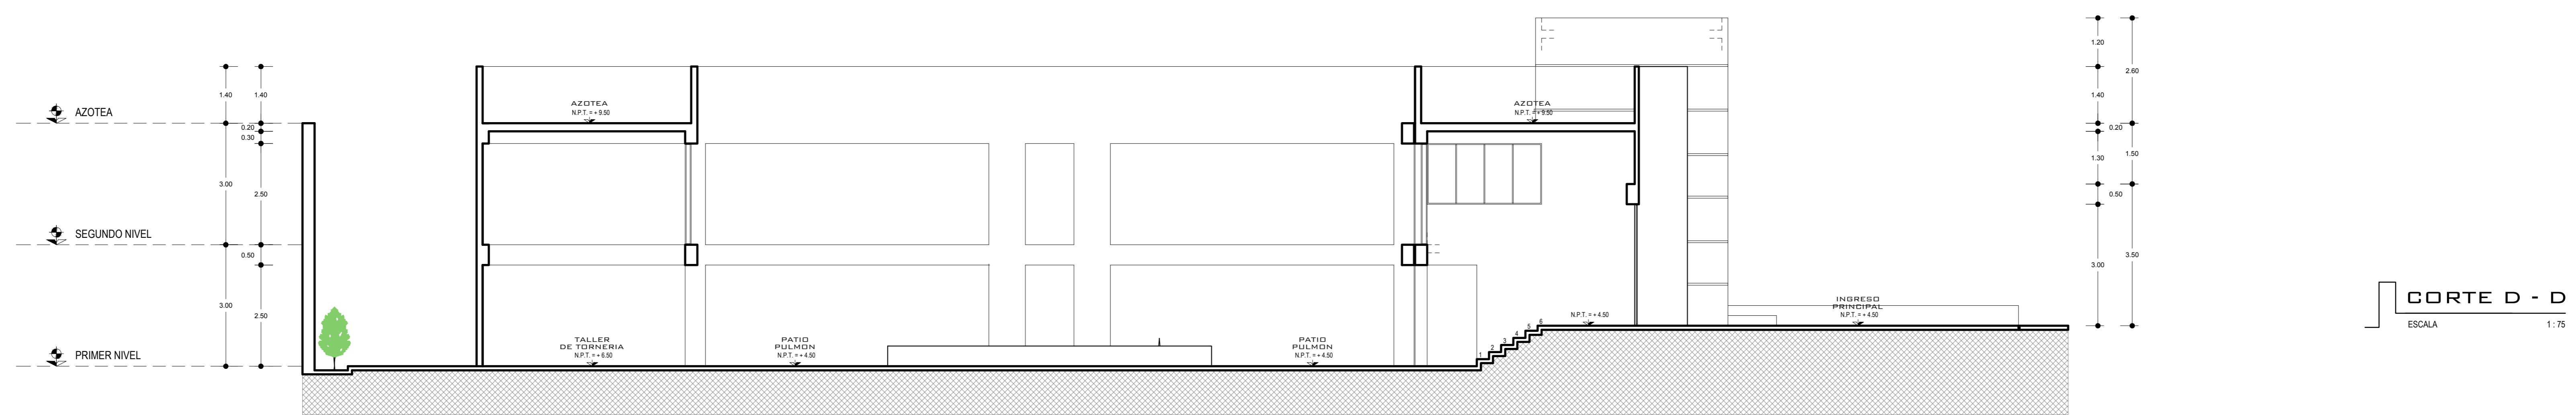 AZOTEA
SEGUNDO NIVEL
PRIMER NIVEL
1.40
3.00
3.00
1.40
0.20
0.30
2.50
0.50
2.50
AZOTEA
N.P.T. = + 9.50
AZOTEA
N.P.T. = + 9.50
TALLER
DE TORNERIA
N.P.T. = + 6.50
PATIO
PULMON
N.P.T. = + 4.50
PATIO
PULMON
N.P.T. = + 4.50
1
2
3
4
5
6
N.P.T. = + 4.50
INGRESO
PRINCIPAL
N.P.T. = + 4.50
1.20
1.40
0.20
1.30
0.50
3.00
2.60
1.50
3.50
CORTE D - D
ESCALA 1 : 75